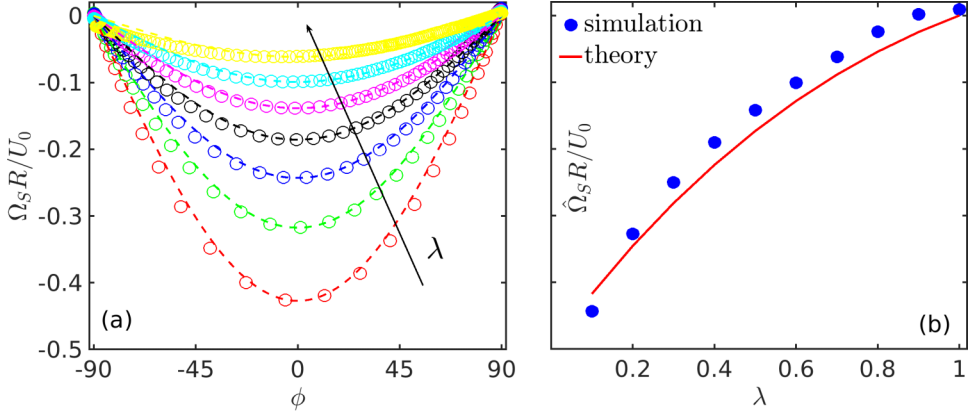 0
-0.1
-0.2
-0.3
-0.4
-0.5
Ω_S R/U_0
-90
-45
0
45
90
ϕ
λ
(a)
simulation
theory
Ω̂_S R/U_0
0.2
0.4
0.6
0.8
1
λ
(b)